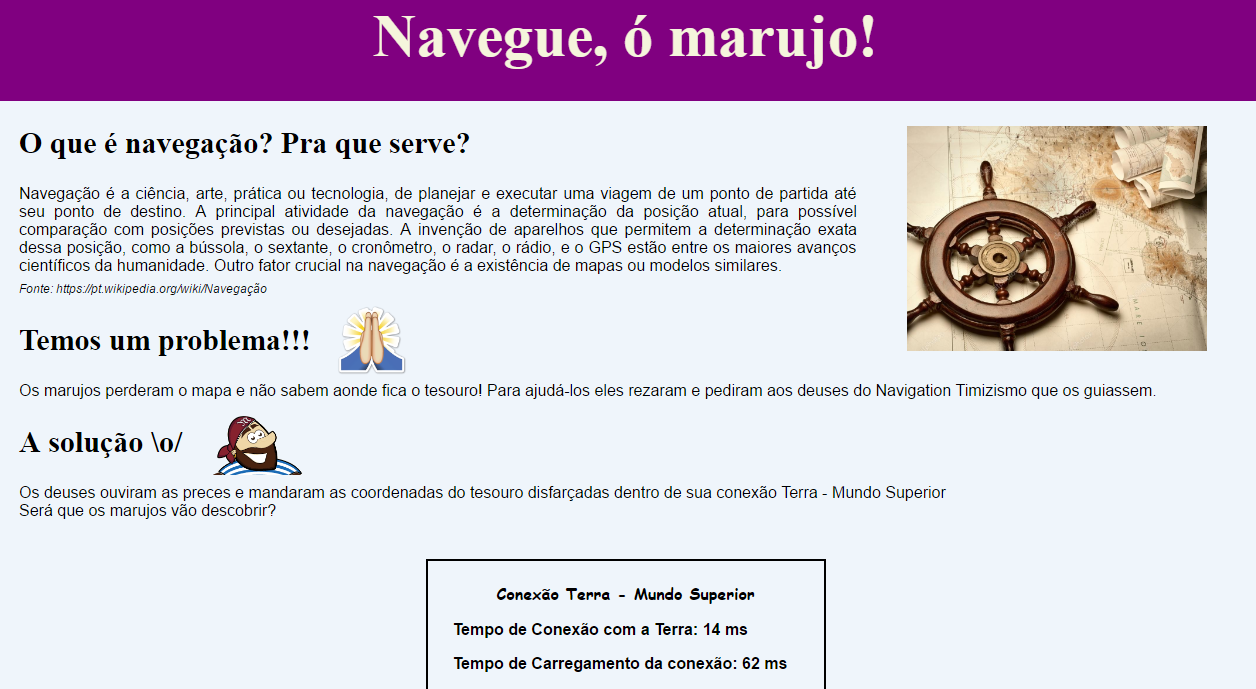 Navegue, ó marujo!
O que é navegação? Pra que serve?
Navegação é a ciência, arte, prática ou tecnologia, de planejar e executar uma viagem de um ponto de partida até
seu ponto de destino. A principal atividade da navegação é a determinação da posição atual, para possível
comparação com posições previstas ou desejadas. A invenção de aparelhos que permitem a determinação exata
dessa posição, como a bússola, o sextante, o cronômetro, o radar, o rádio, e o GPS estão entre os maiores avanços
científicos da humanidade. Outro fator crucial na navegação é a existência de mapas ou modelos similares.
Fonte: https://pt.wikipedia.org/wiki/Navegação
Temos um problema!!!
Os marujos perderam o mapa e não sabem aonde fica o tesouro! Para ajudá-los eles rezaram e pediram aos deuses do Navigation Timizismo que os guiassem.
A solução \o/
Os deuses ouviram as preces e mandaram as coordenadas do tesouro disfarçadas dentro de sua conexão Terra - Mundo Superior
Será que os marujos vão descobrir?
Conexão Terra - Mundo Superior
Tempo de Conexão com a Terra: 14 ms
Tempo de Carregamento da conexão: 62 ms